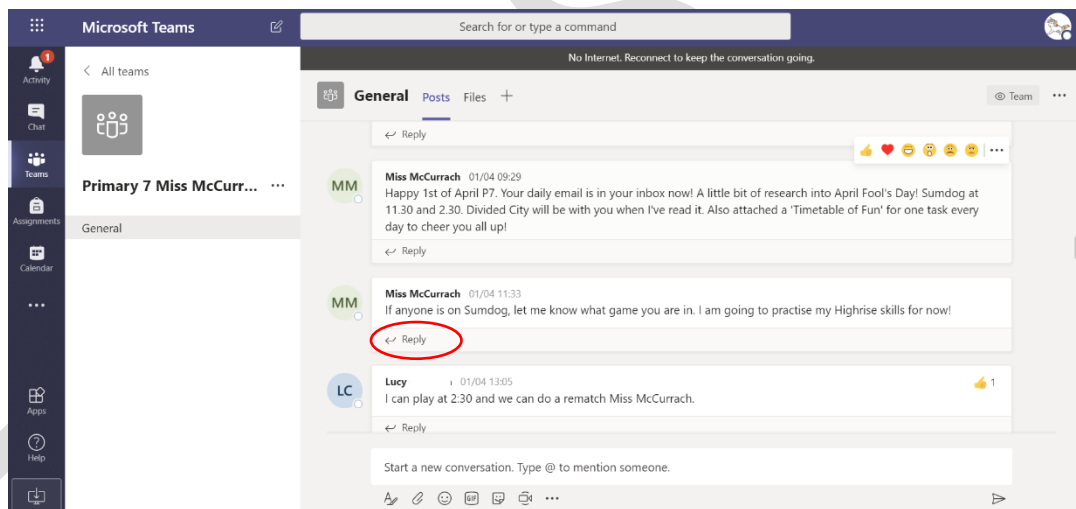 Microsoft Teams
Search for or type a command
No Internet. Reconnect to keep the conversation going.
1
Activity
Chat
Teams
Assignments
Calendar
Apps
Help
All teams
Primary 7 Miss McCurr... ...
General
General Posts Files +
Team ...
Reply
MM
Miss McCurrach 01/04 09:29
Happy 1st of April P7. Your daily email is in your inbox now! A little bit of research into April Fool's Day! Sumdog at
11.30 and 2.30. Divided City will be with you when I've read it. Also attached a 'Timetable of Fun' for one task every
day to cheer you all up!
Reply
MM
Miss McCurrach 01/04 11:33
If anyone is on Sumdog, let me know what game you are in. I am going to practise my Highrise skills for now!
Reply
LC
Lucy 01/04 13:05
1
I can play at 2:30 and we can do a rematch Miss McCurrach.
Reply
Start a new conversation. Type @ to mention someone.
GIF